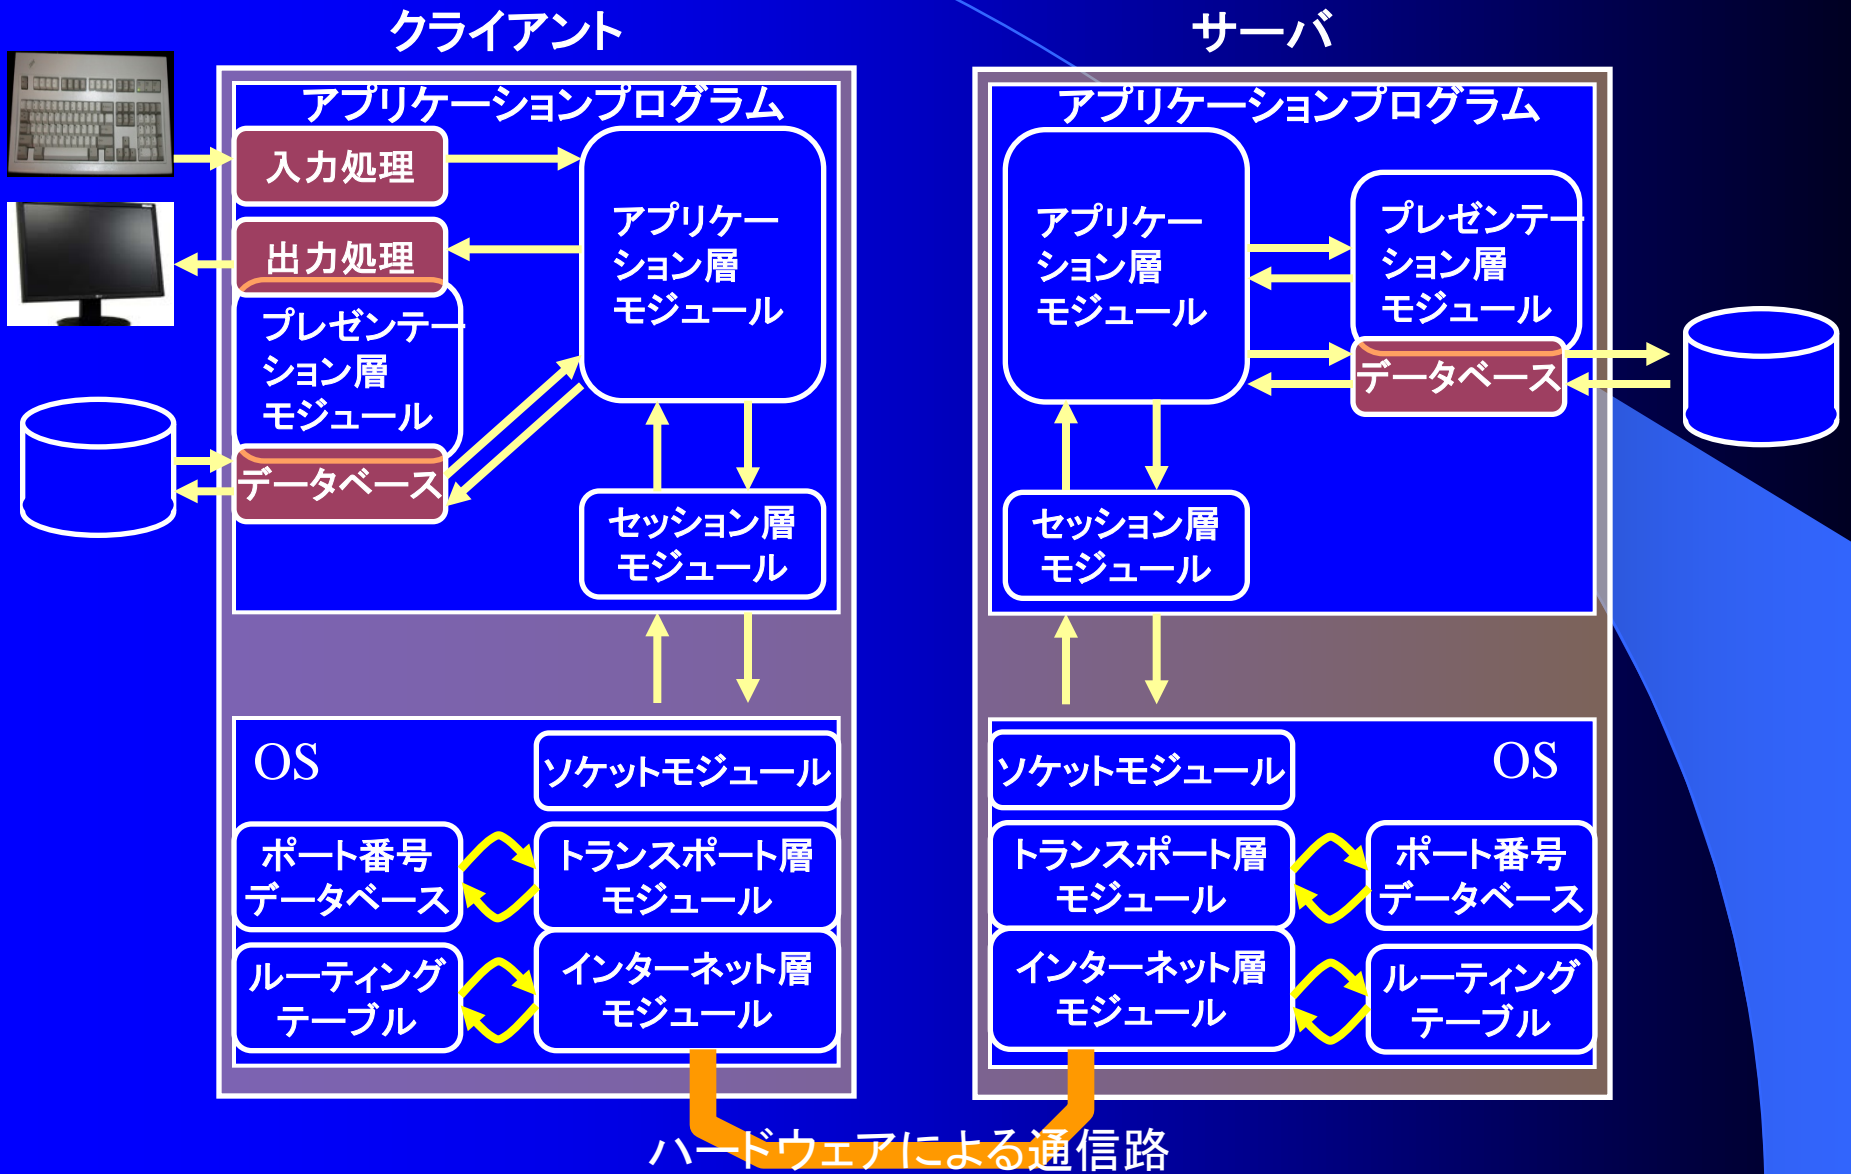 クライアント
アプリケーションプログラム
入力処理
出力処理
プレゼンテー
ション層
モジュール
データベース
アプリケー
ション層
モジュール
セッション層
モジュール
OS
ソケットモジュール
ポート番号
データベース
トランスポート層
モジュール
ルーティング
テーブル
インターネット層
モジュール
サーバ
アプリケーションプログラム
アプリケー
ション層
モジュール
プレゼンテー
ション層
モジュール
データベース
セッション層
モジュール
ソケットモジュール
OS
トランスポート層
モジュール
ポート番号
データベース
インターネット層
モジュール
ルーティング
テーブル
ハードウェアによる通信路